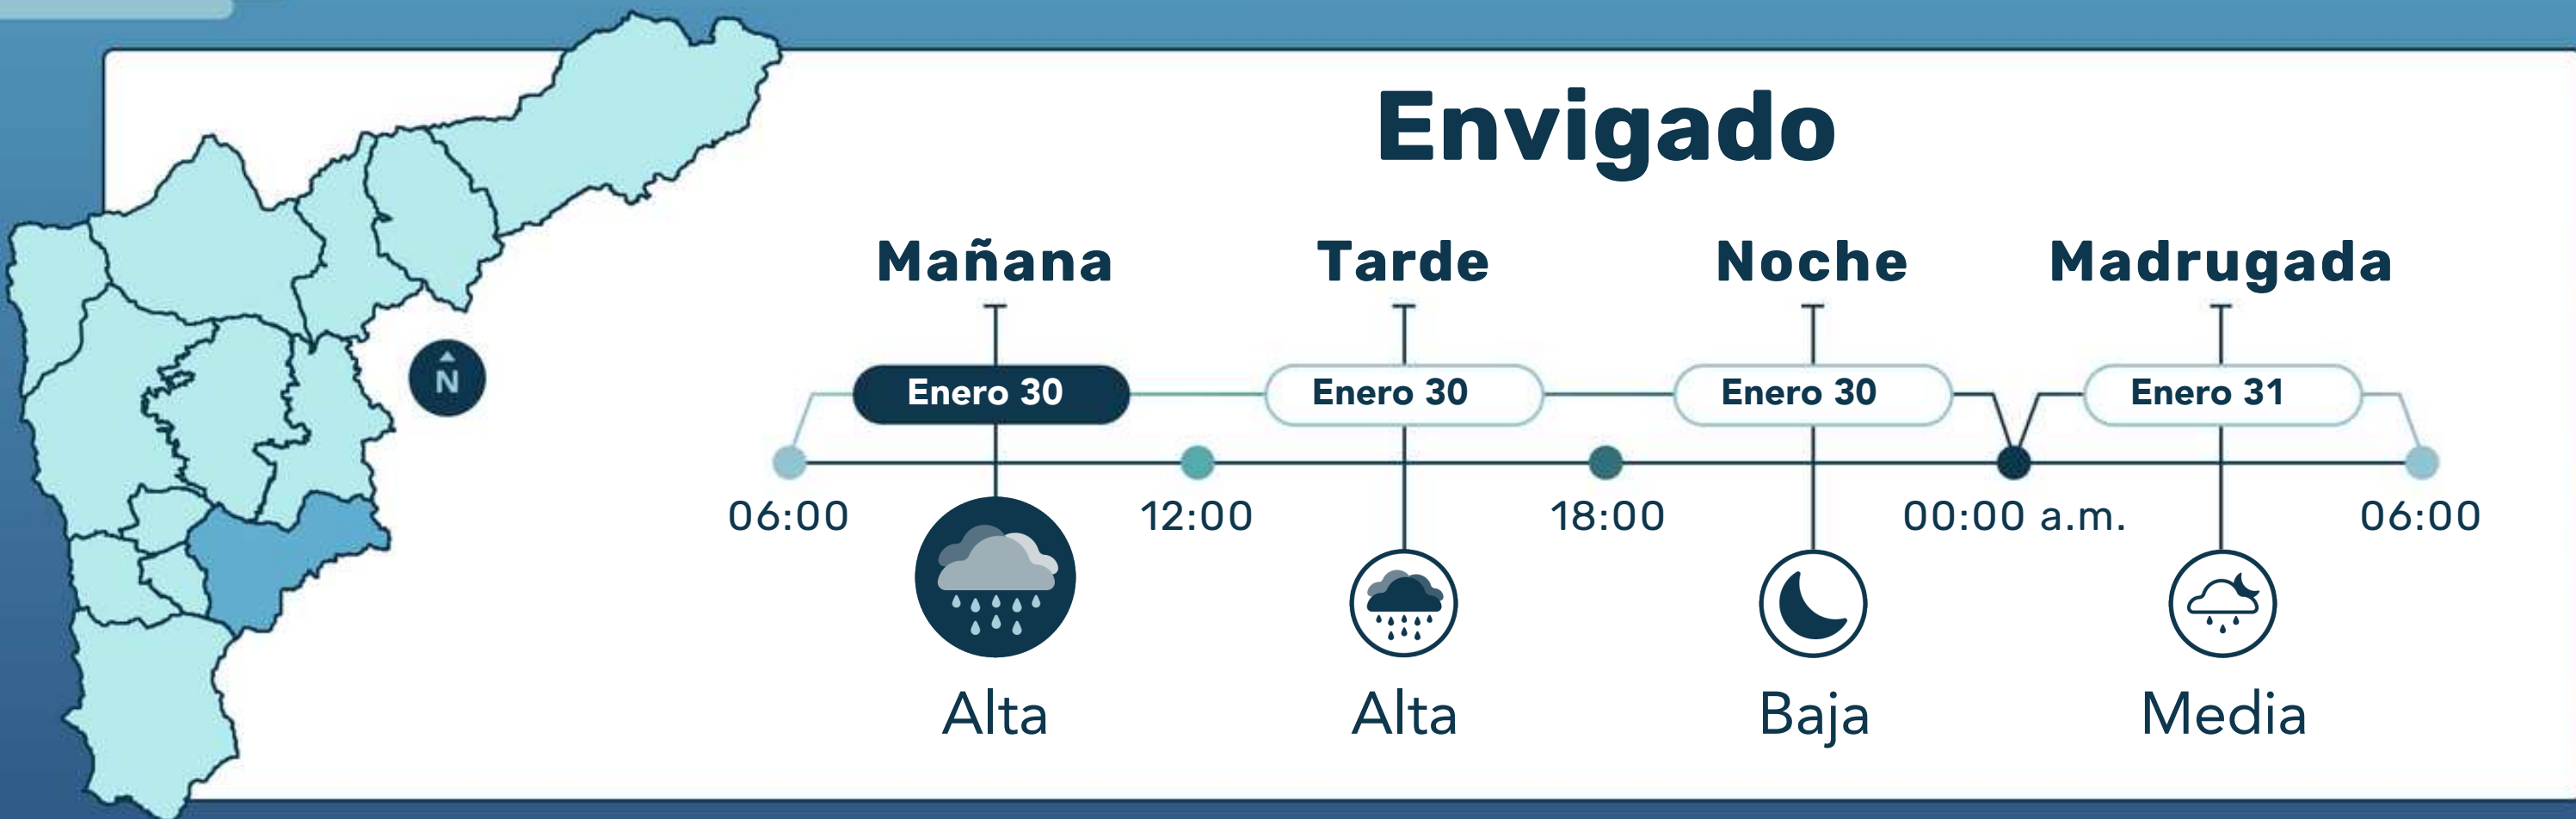 Envigado
Mañana Tarde Noche Madrugada
Enero 30 Enero 30 Enero 30 Enero 31
N
06:00 12:00 18:00 00:00 a.m. 06:00
Alta Alta Baja Media